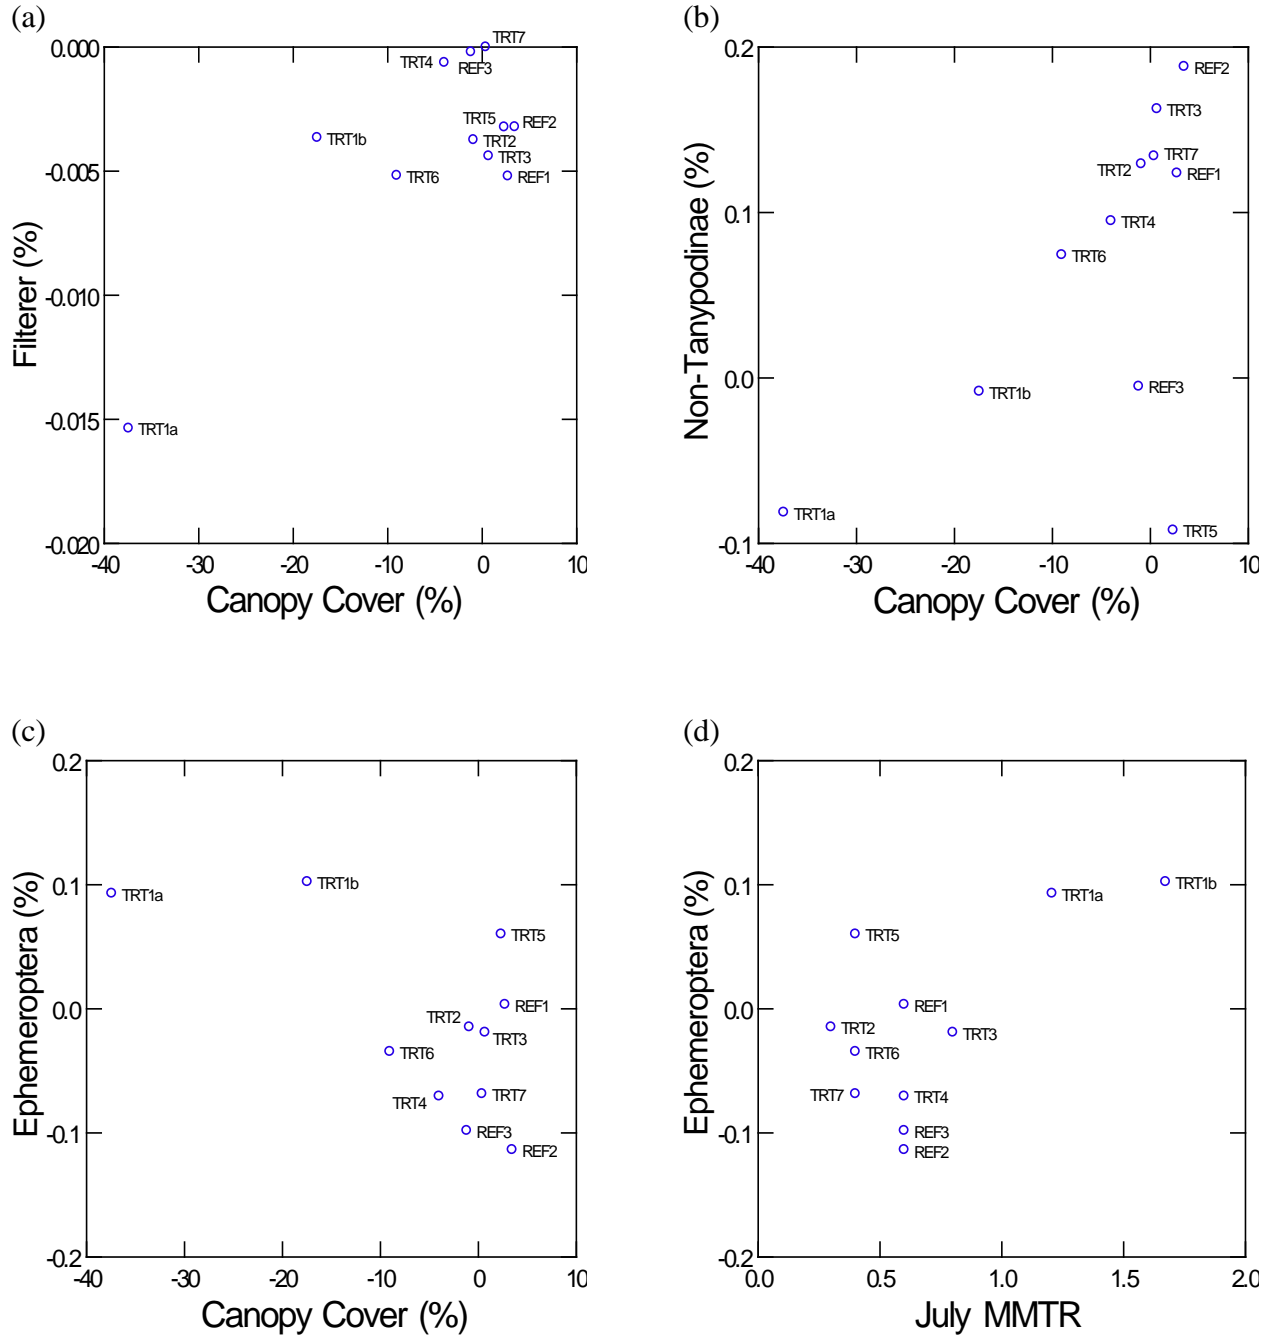 (a)
0.000
-0.005
-0.010
-0.015
-0.020
Filterer (%)
TRT7
TRT4
REF3
TRT5
REF2
TRT1b
TRT2
TRT3
TRT6
REF1
TRT1a
-40 -30 -20 -10 0 10
Canopy Cover (%)
(b)
0.2
0.1
0.0
-0.1
Non-Tanypodinae (%)
REF2
TRT3
TRT7
TRT2
REF1
TRT4
TRT6
REF3
TRT1b
TRT1a
TRT5
-40 -30 -20 -10 0 10
Canopy Cover (%)
(c)
0.2
0.1
0.0
-0.1
-0.2
Ephemeroptera (%)
TRT1b
TRT1a
TRT5
REF1
TRT2
TRT3
TRT6
TRT7
TRT4
REF3
REF2
-40 -30 -20 -10 0 10
Canopy Cover (%)
(d)
0.2
0.1
0.0
-0.1
-0.2
Ephemeroptera (%)
TRT1b
TRT1a
TRT5
REF1
TRT2
TRT3
TRT6
TRT7
TRT4
REF3
REF2
0.0 0.5 1.0 1.5 2.0
July MMTR